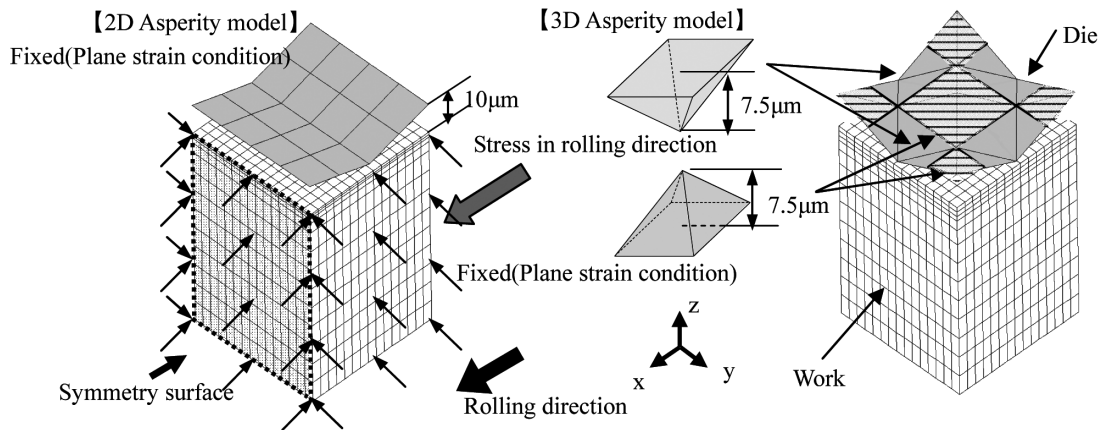 【2D Asperity model】
Fixed(Plane strain condition)
10μm
Stress in rolling direction
Symmetry surface
Rolling direction
【3D Asperity model】
7.5μm
7.5μm
Fixed(Plane strain condition)
z
x
y
Die
Work